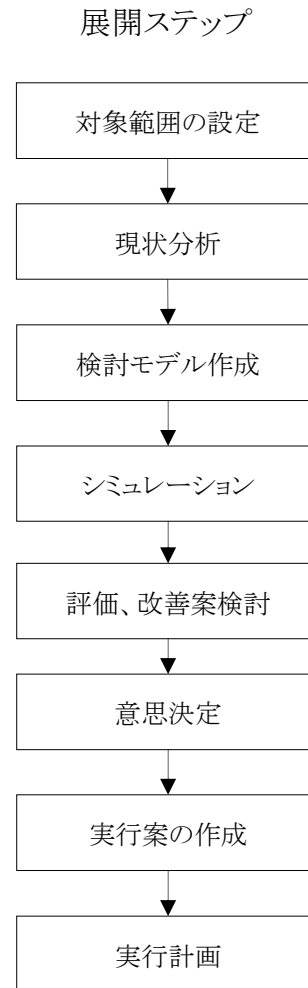 展開ステップ
対象範囲の設定
現状分析
検討モデル作成
シミュレーション
評価、改善案検討
意思決定
実行案の作成
実行計画